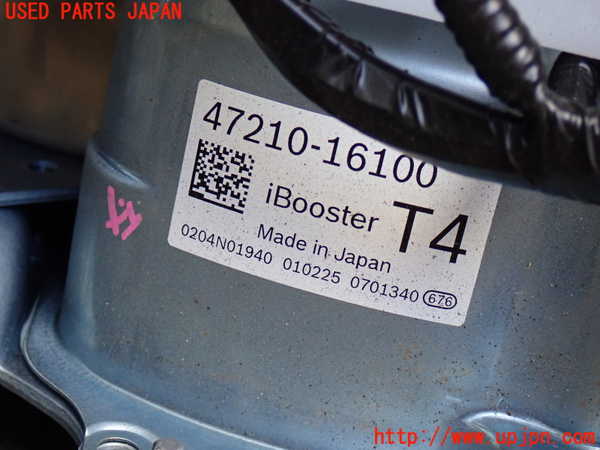 USED PARTS JAPAN
47210-16100
iBooster T4
Made in Japan
0204N01940 010225 0701340 676
http://www.upjpn.com/